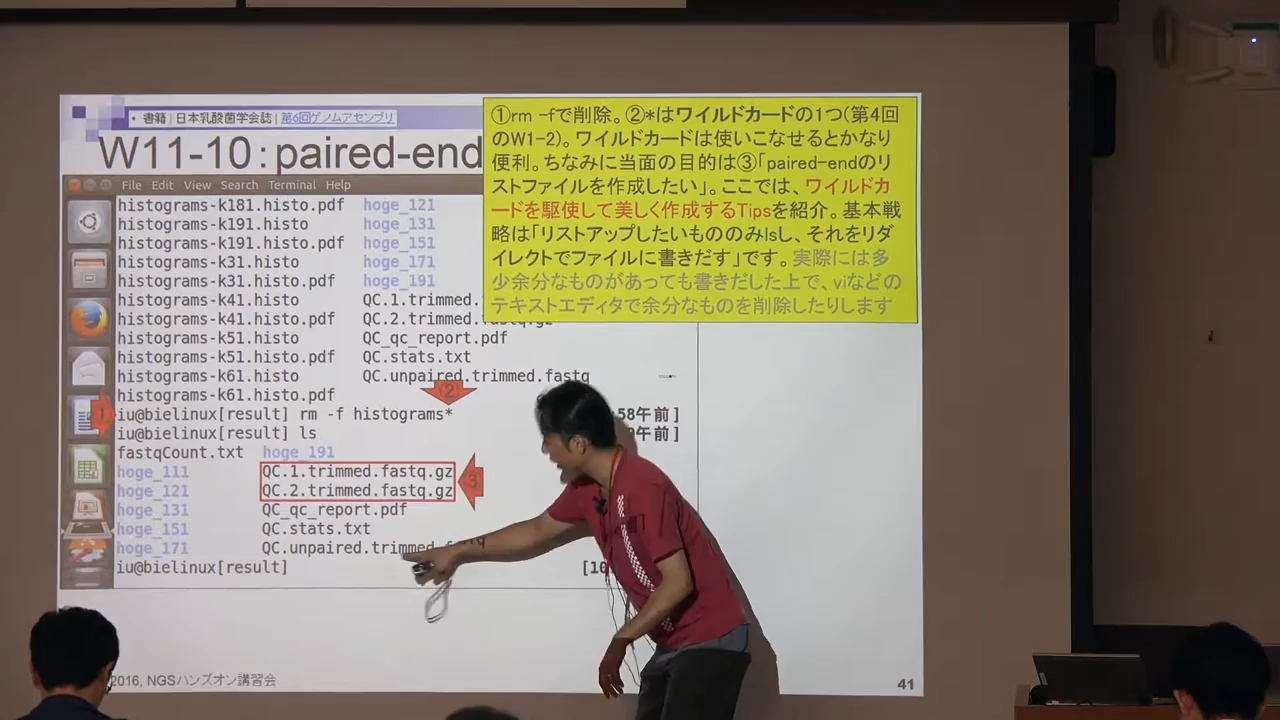 • 書籍 | 日本乳酸菌学会誌 | 第6回ゲノムアセンブリ
W11-10：paired-end
①rm -fで削除。②*はワイルドカードの1つ(第4回
のW1-2)。ワイルドカードは使いこなせるとかなり
便利。ちなみに当面の目的は③「paired-endのリ
ストファイルを作成したい」。ここでは、ワイルドカ
ードを駆使して美しく作成するTipsを紹介。基本戦
略は「リストアップしたいもののみlsし、それをリダ
イレクトでファイルに書きだす」です。実際には多
少余分なものがあっても書きだした上で、viなどの
テキストエディタで余分なものを削除したりします
File Edit View Search Terminal Help
histograms-k181.histo.pdf hoge_121
histograms-k191.histo hoge_131
histograms-k191.histo.pdf hoge_151
histograms-k31.histo hoge_171
histograms-k31.histo.pdf hoge_191
histograms-k41.histo QC.1.trimmed.
histograms-k41.histo.pdf QC.2.trimmed.fastq.gz
histograms-k51.histo QC_qc_report.pdf
histograms-k51.histo.pdf QC.stats.txt
histograms-k61.histo QC.unpaired.trimmed.fastq
histograms-k61.histo.pdf
②
①
iu@bielinux[result] rm -f histograms* 58午前]
iu@bielinux[result] ls 午前]
fastqCount.txt hoge_191
hoge_111 QC.1.trimmed.fastq.gz
③
hoge_121 QC.2.trimmed.fastq.gz
hoge_131 QC_qc_report.pdf
hoge_151 QC.stats.txt
hoge_171 QC.unpaired.trimmed
iu@bielinux[result] [10
2016, NGSハンズオン講習会
41